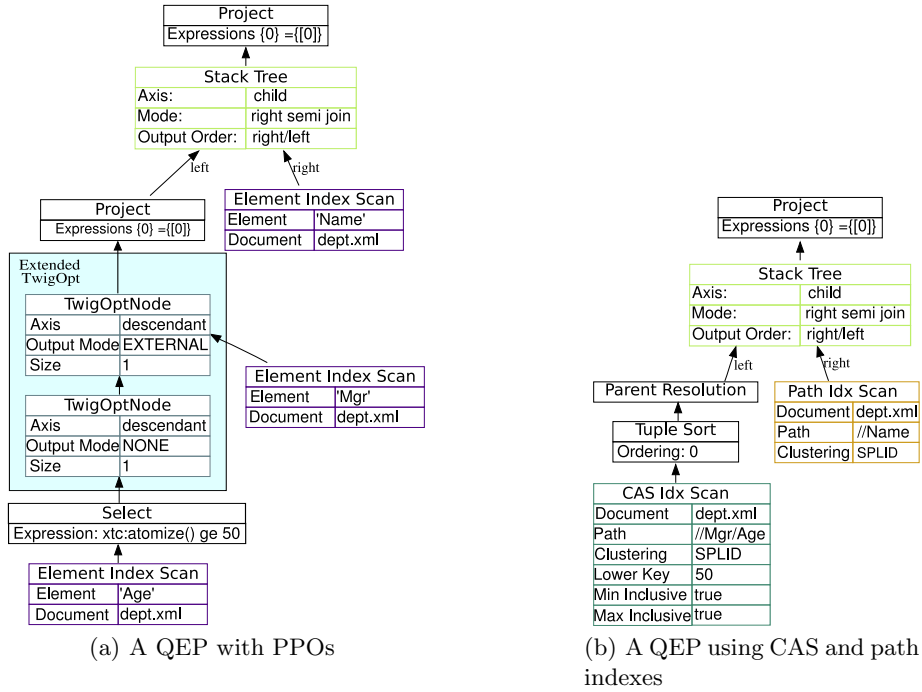 Project
Expressions {0} ={[0]}
Stack Tree
Axis: child
Mode: right semi join
Output Order: right/left
left
right
Project
Expressions {0} ={[0]}
Element Index Scan
Element 'Name'
Document dept.xml
Extended
TwigOpt
TwigOptNode
Axis descendant
Output Mode EXTERNAL
Size 1
Element Index Scan
Element 'Mgr'
Document dept.xml
TwigOptNode
Axis descendant
Output Mode NONE
Size 1
Select
Expression: xtc:atomize() ge 50
Element Index Scan
Element 'Age'
Document dept.xml
(a) A QEP with PPOs
Project
Expressions {0} ={[0]}
Stack Tree
Axis: child
Mode: right semi join
Output Order: right/left
left
right
Parent Resolution
Tuple Sort
Ordering: 0
Path Idx Scan
Document dept.xml
Path //Name
Clustering SPLID
CAS Idx Scan
Document dept.xml
Path //Mgr/Age
Clustering SPLID
Lower Key 50
Min Inclusive true
Max Inclusive true
(b) A QEP using CAS and path
indexes